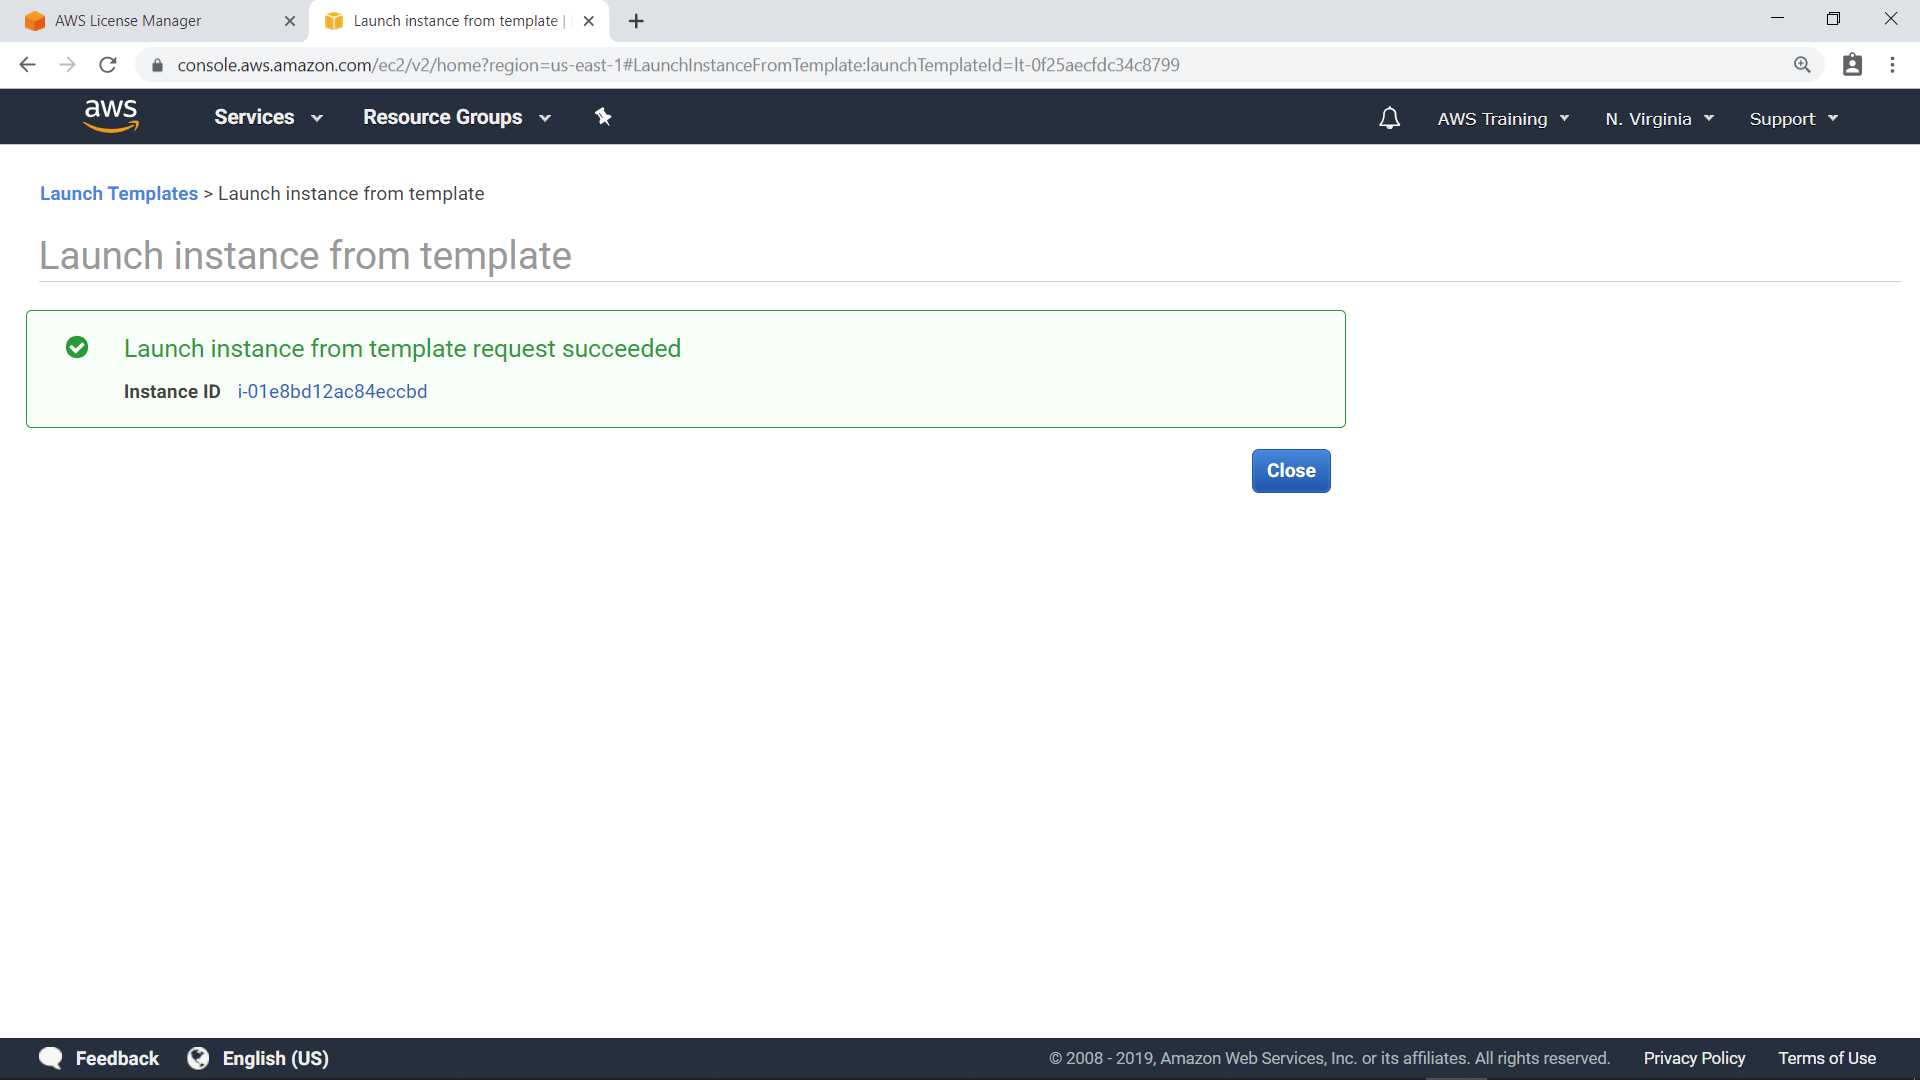 AWS License Manager
Launch instance from template |
console.aws.amazon.com/ec2/v2/home?region=us-east-1#LaunchInstanceFromTemplate:launchTemplateId=lt-0f25aecfdc34c8799
aws Services Resource Groups AWS Training N. Virginia Support
Launch Templates > Launch instance from template
Launch instance from template
Launch instance from template request succeeded
Instance ID i-01e8bd12ac84eccbd
Close
Feedback English (US) © 2008 - 2019, Amazon Web Services, Inc. or its affiliates. All rights reserved. Privacy Policy Terms of Use